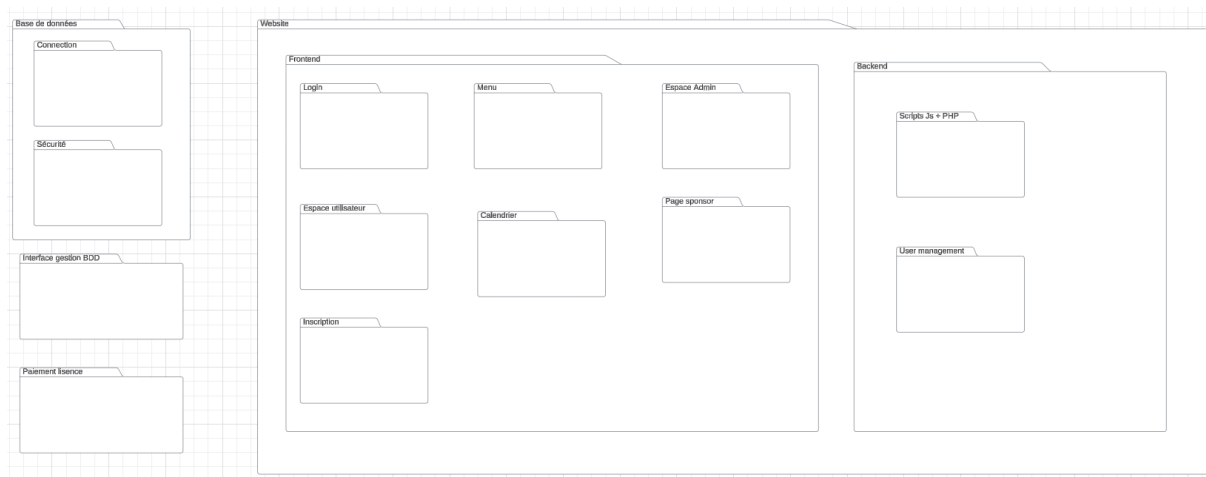 Base de données
Connection
Sécurité
Interface gestion BDD
Paiement lisence
Website
Frontend
Login
Menu
Espace Admin
Espace utilisateur
Calendrier
Page sponsor
Inscription
Backend
Scripts Js + PHP
User management